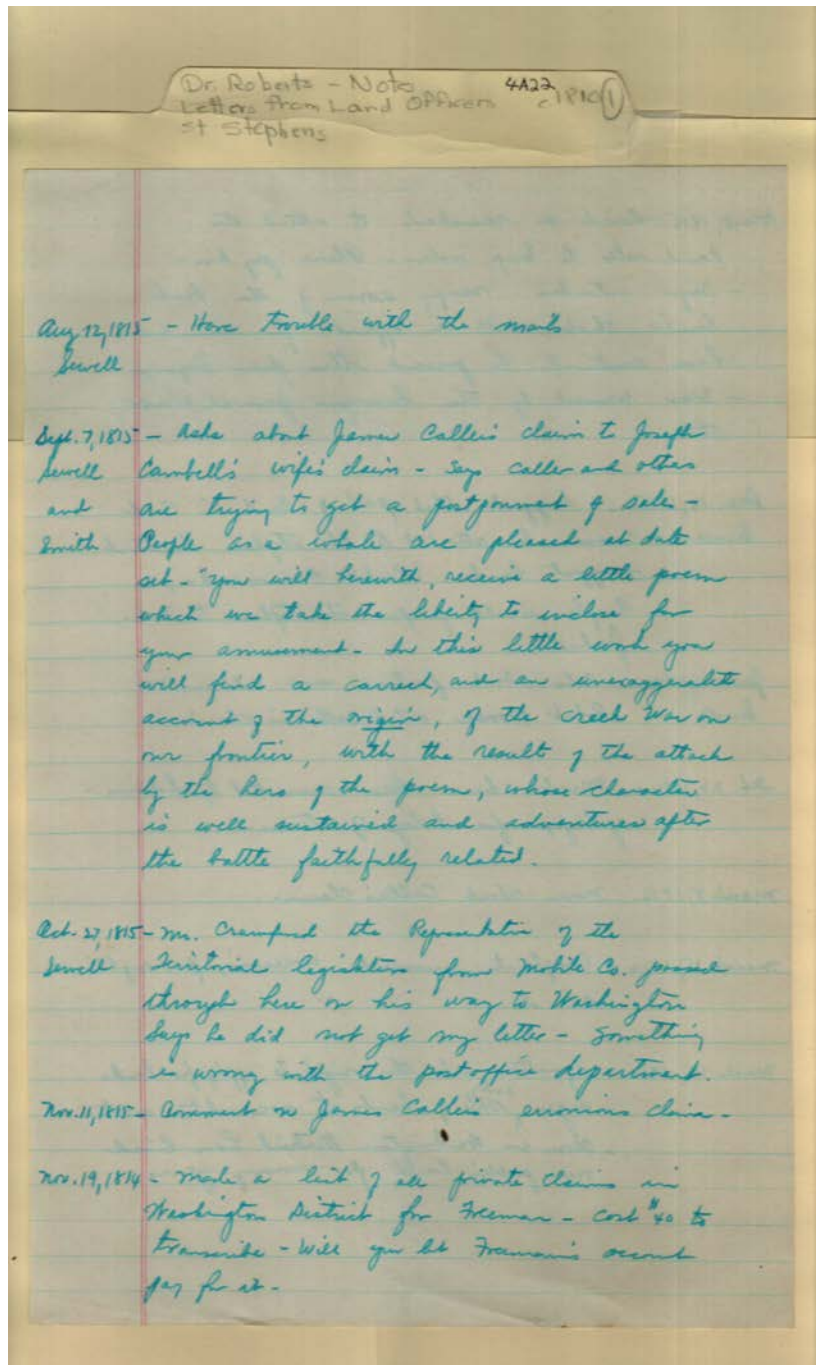 Dr. Roberts - Note 4A22 c 1810 (1)
Letters from Land Officers
St Stephens
Aug 12, 1815 - Have trouble with the mails
Sewell
Sept. 7, 1815 - Asks about James Caller's claim to Joseph
Sewell Cambell's wife's claim - Says caller and others
and are trying to get a postponment of sales -
Smith People as a whole are pleased at date
set - "you will herewith, receive a little poem
which we take the liberty to inclose for
your amusement - In this little work you
will find a correct, and an unexaggerated
account of the origin, of the creek War on
our frontier, with the result of the attack
by the hero of the poem, whose character
is well sustained and adventures after
the battle faithfully related.
Oct. 27, 1815 - Mr. Crawford the Representative of the
Sewell Territorial legislature from Mobile Co. passed
through here on his way to Washington
Says he did not get my letter - Something
is wrong with the post office department.
Nov. 11, 1815 - Comment on James Caller's erronious claim -
Nov. 19, 1814 - Made a list of all private claims in
Washington District for Freeman - cost $40 to
transcribe - Will you let Freeman's account
pay for it -